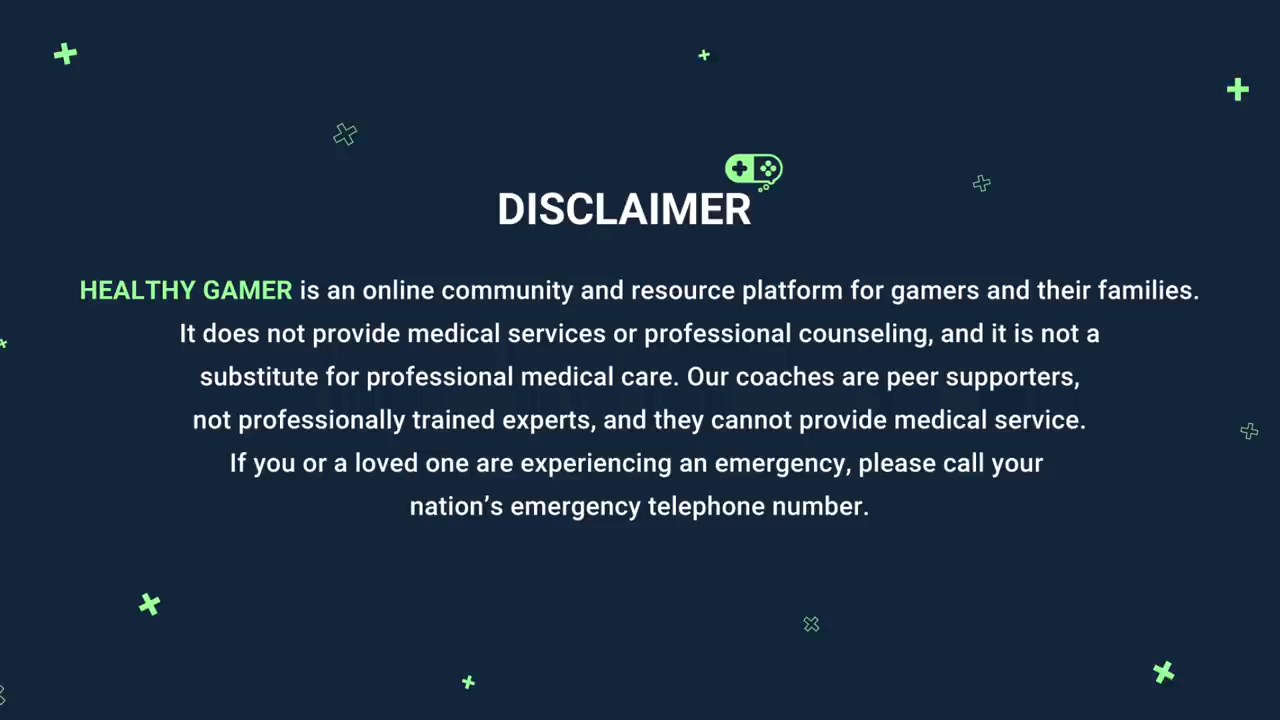 DISCLAIMER
HEALTHY GAMER is an online community and resource platform for gamers and their families.
It does not provide medical services or professional counseling, and it is not a
substitute for professional medical care. Our coaches are peer supporters,
not professionally trained experts, and they cannot provide medical service.
If you or a loved one are experiencing an emergency, please call your
nation’s emergency telephone number.